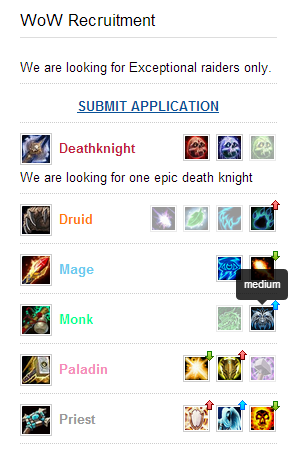 WoW Recruitment
We are looking for Exceptional raiders only.
SUBMIT APPLICATION
Deathknight
We are looking for one epic death knight
Druid
Mage
medium
Monk
Paladin
Priest